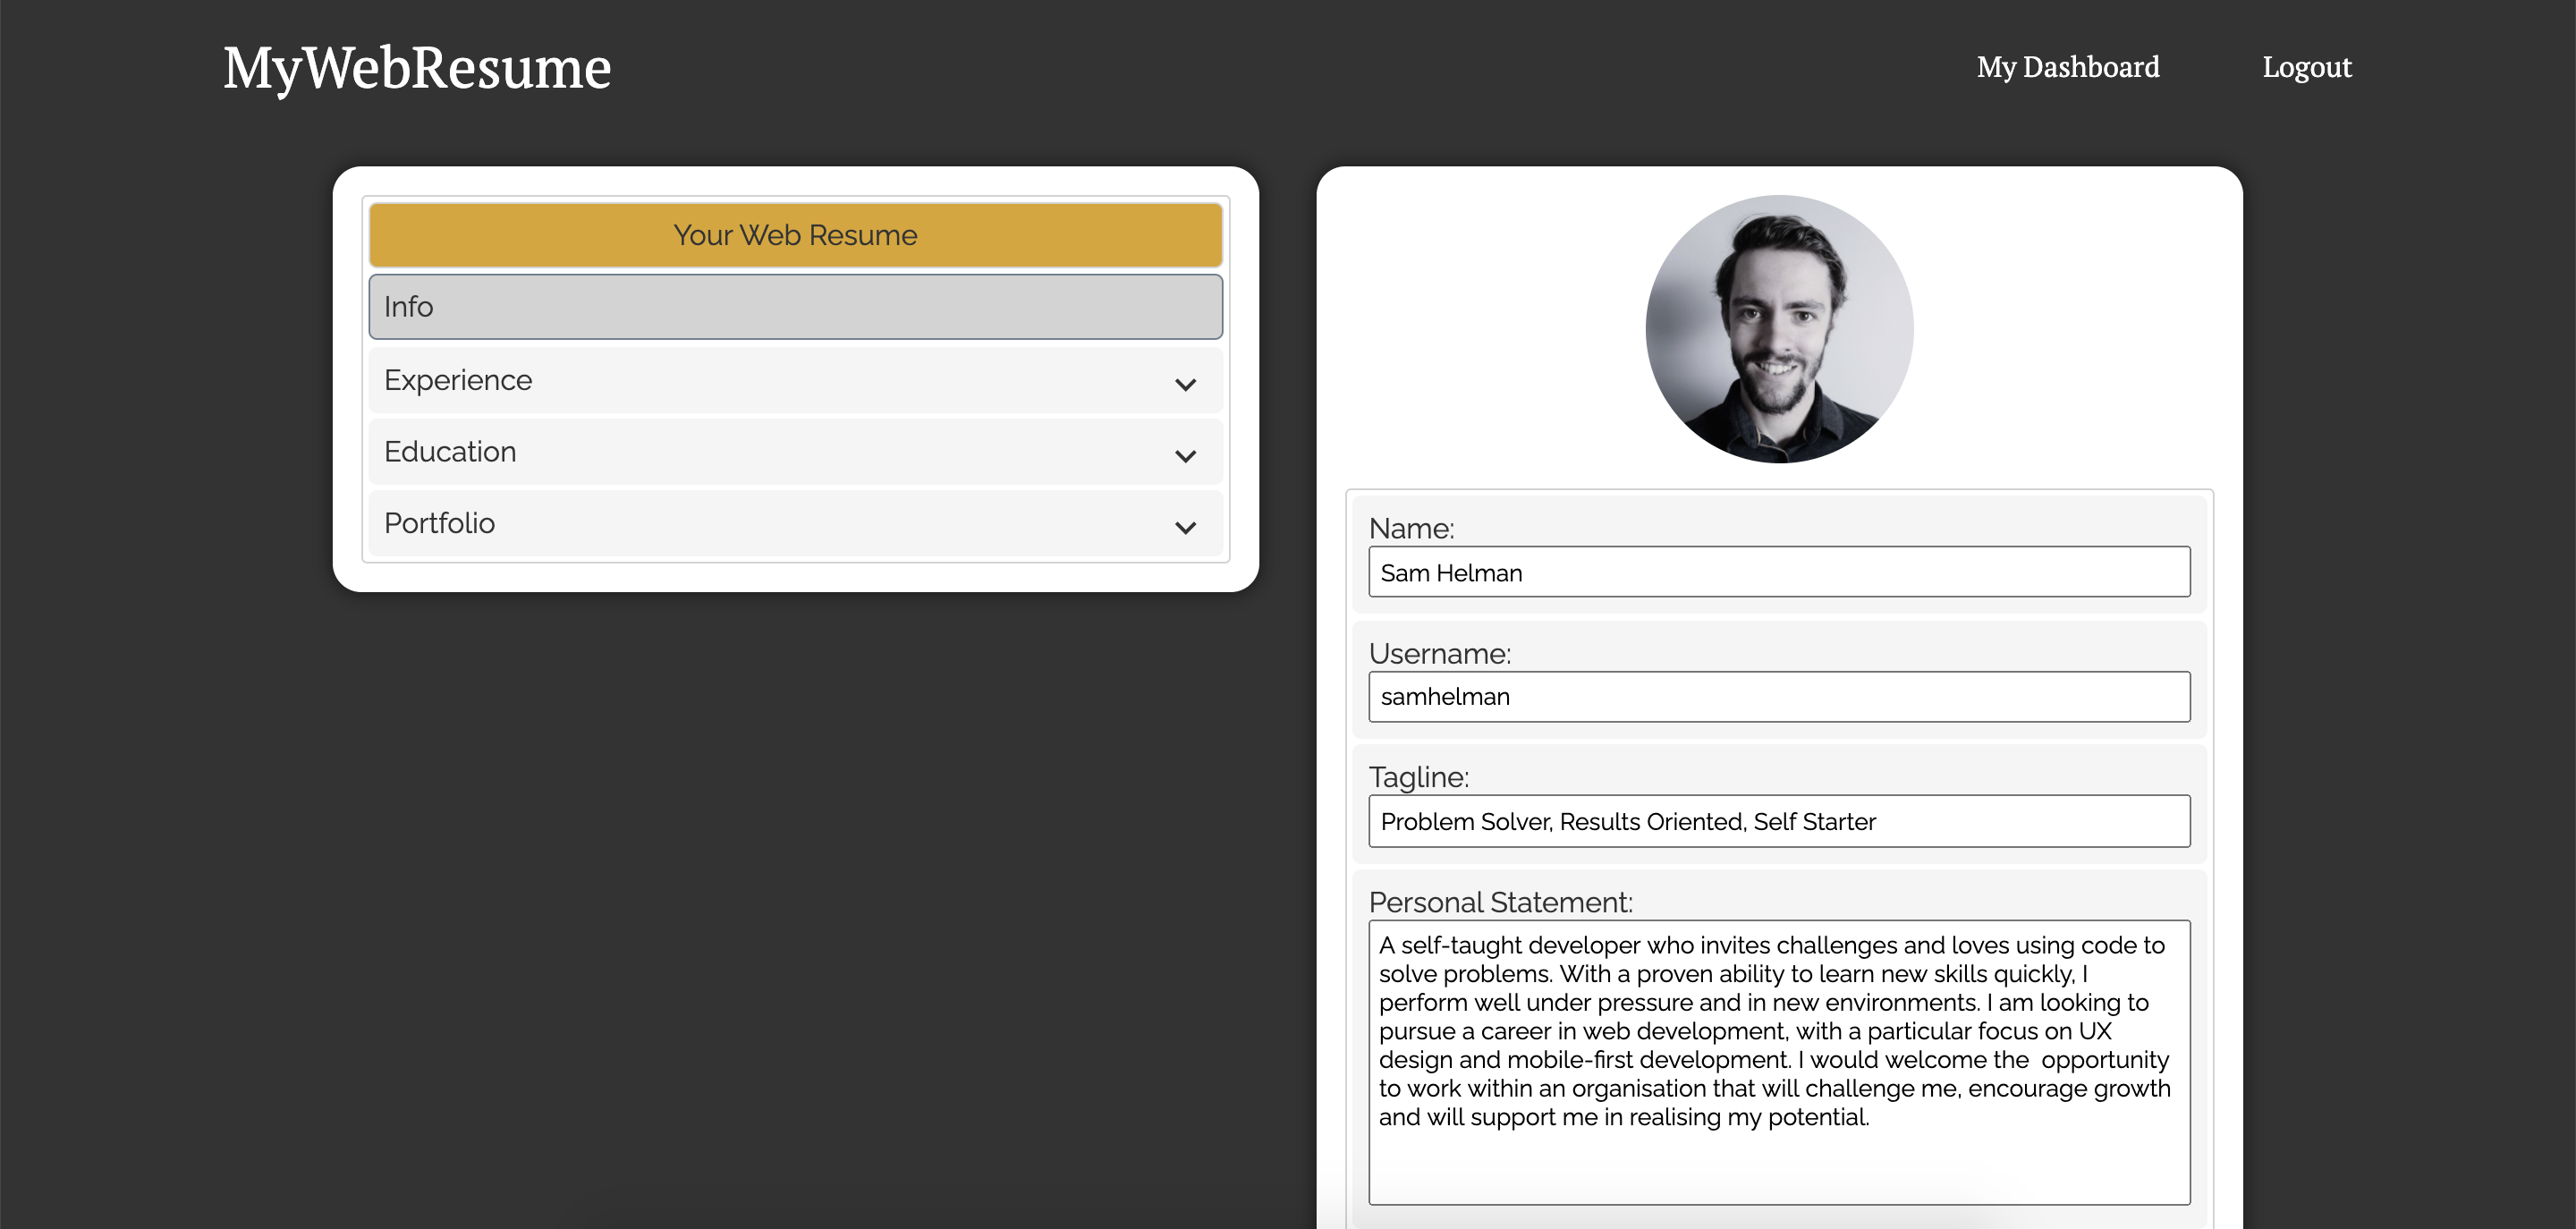 MyWebResume
My Dashboard
Logout
Your Web Resume
Info
Experience
Education
Portfolio
Name:
Sam Helman
Username:
samhelman
Tagline:
Problem Solver, Results Oriented, Self Starter
Personal Statement:
A self-taught developer who invites challenges and loves using code to
solve problems. With a proven ability to learn new skills quickly, I
perform well under pressure and in new environments. I am looking to
pursue a career in web development, with a particular focus on UX
design and mobile-first development. I would welcome the  opportunity
to work within an organisation that will challenge me, encourage growth
and will support me in realising my potential.